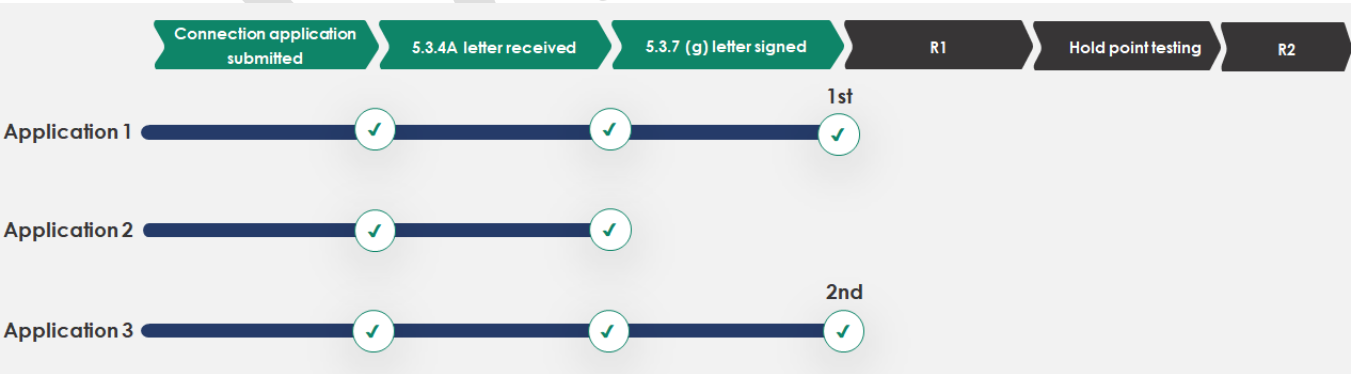 Connection application
submitted
5.3.4A letter received
5.3.7 (g) letter signed
R1
Hold point testing
R2
1st
Application 1
Application 2
2nd
Application 3